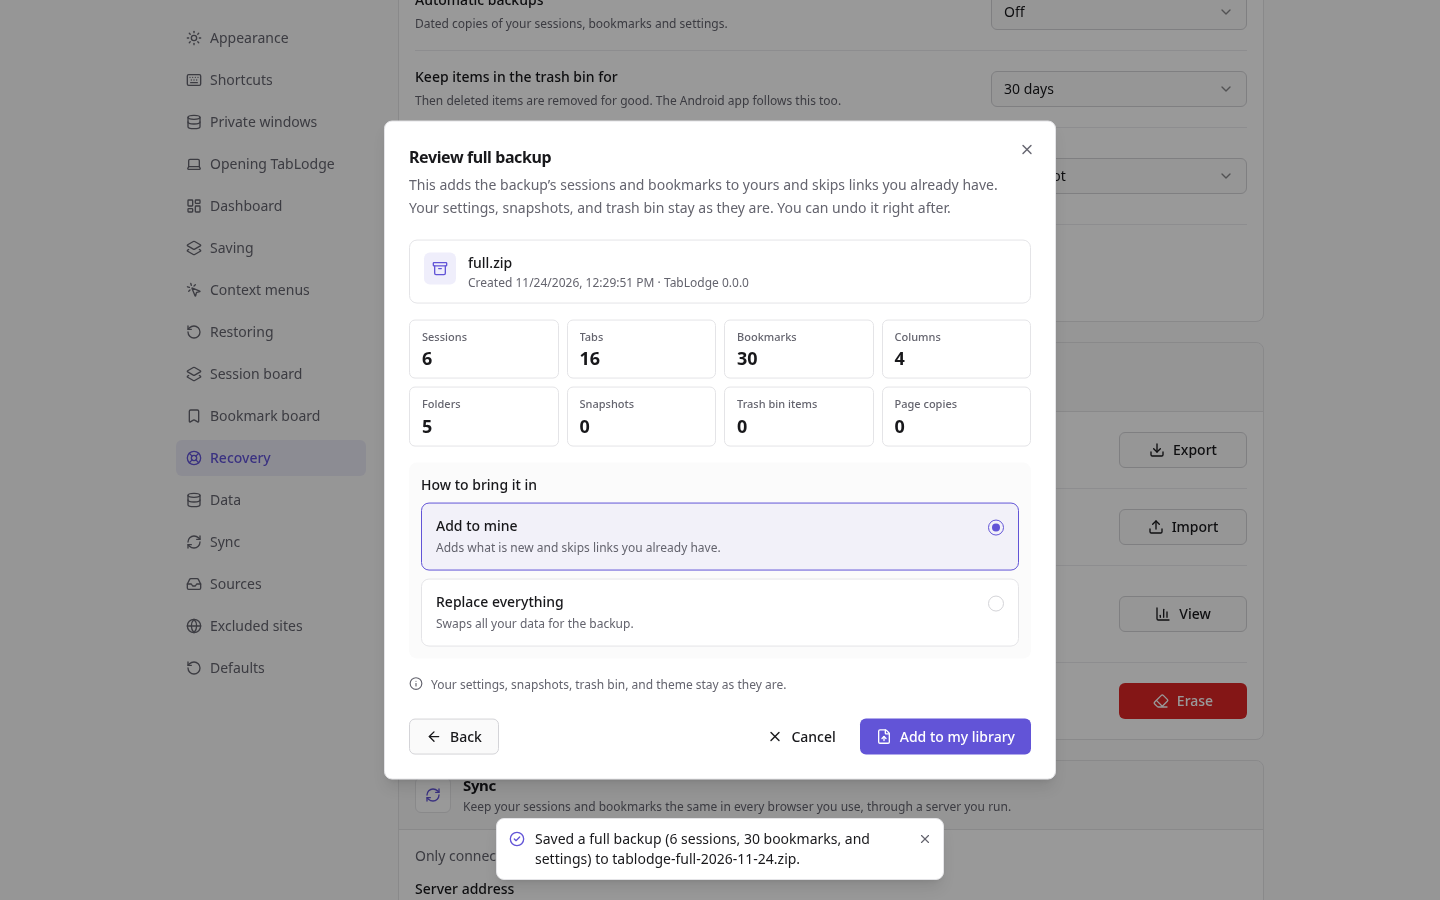 Automatic backups
Dated copies of your sessions, bookmarks and settings.
Off
Keep items in the trash bin for
Then deleted items are removed for good. The Android app follows this too.
30 days
Appearance
Shortcuts
Private windows
Opening TabLodge
Dashboard
Saving
Context menus
Restoring
Session board
Bookmark board
Recovery
Data
Sync
Sources
Excluded sites
Defaults
Review full backup
This adds the backup’s sessions and bookmarks to yours and skips links you already have.
Your settings, snapshots, and trash bin stay as they are. You can undo it right after.
full.zip
Created 11/24/2026, 12:29:51 PM · TabLodge 0.0.0
Sessions
6
Tabs
16
Bookmarks
30
Columns
4
Folders
5
Snapshots
0
Trash bin items
0
Page copies
0
How to bring it in
Add to mine
Adds what is new and skips links you already have.
Replace everything
Swaps all your data for the backup.
Your settings, snapshots, trash bin, and theme stay as they are.
Back
Cancel
Add to my library
Export
Import
View
Erase
Sync
Keep your sessions and bookmarks the same in every browser you use, through a server you run.
Saved a full backup (6 sessions, 30 bookmarks, and
settings) to tablodge-full-2026-11-24.zip.
Only
Server address